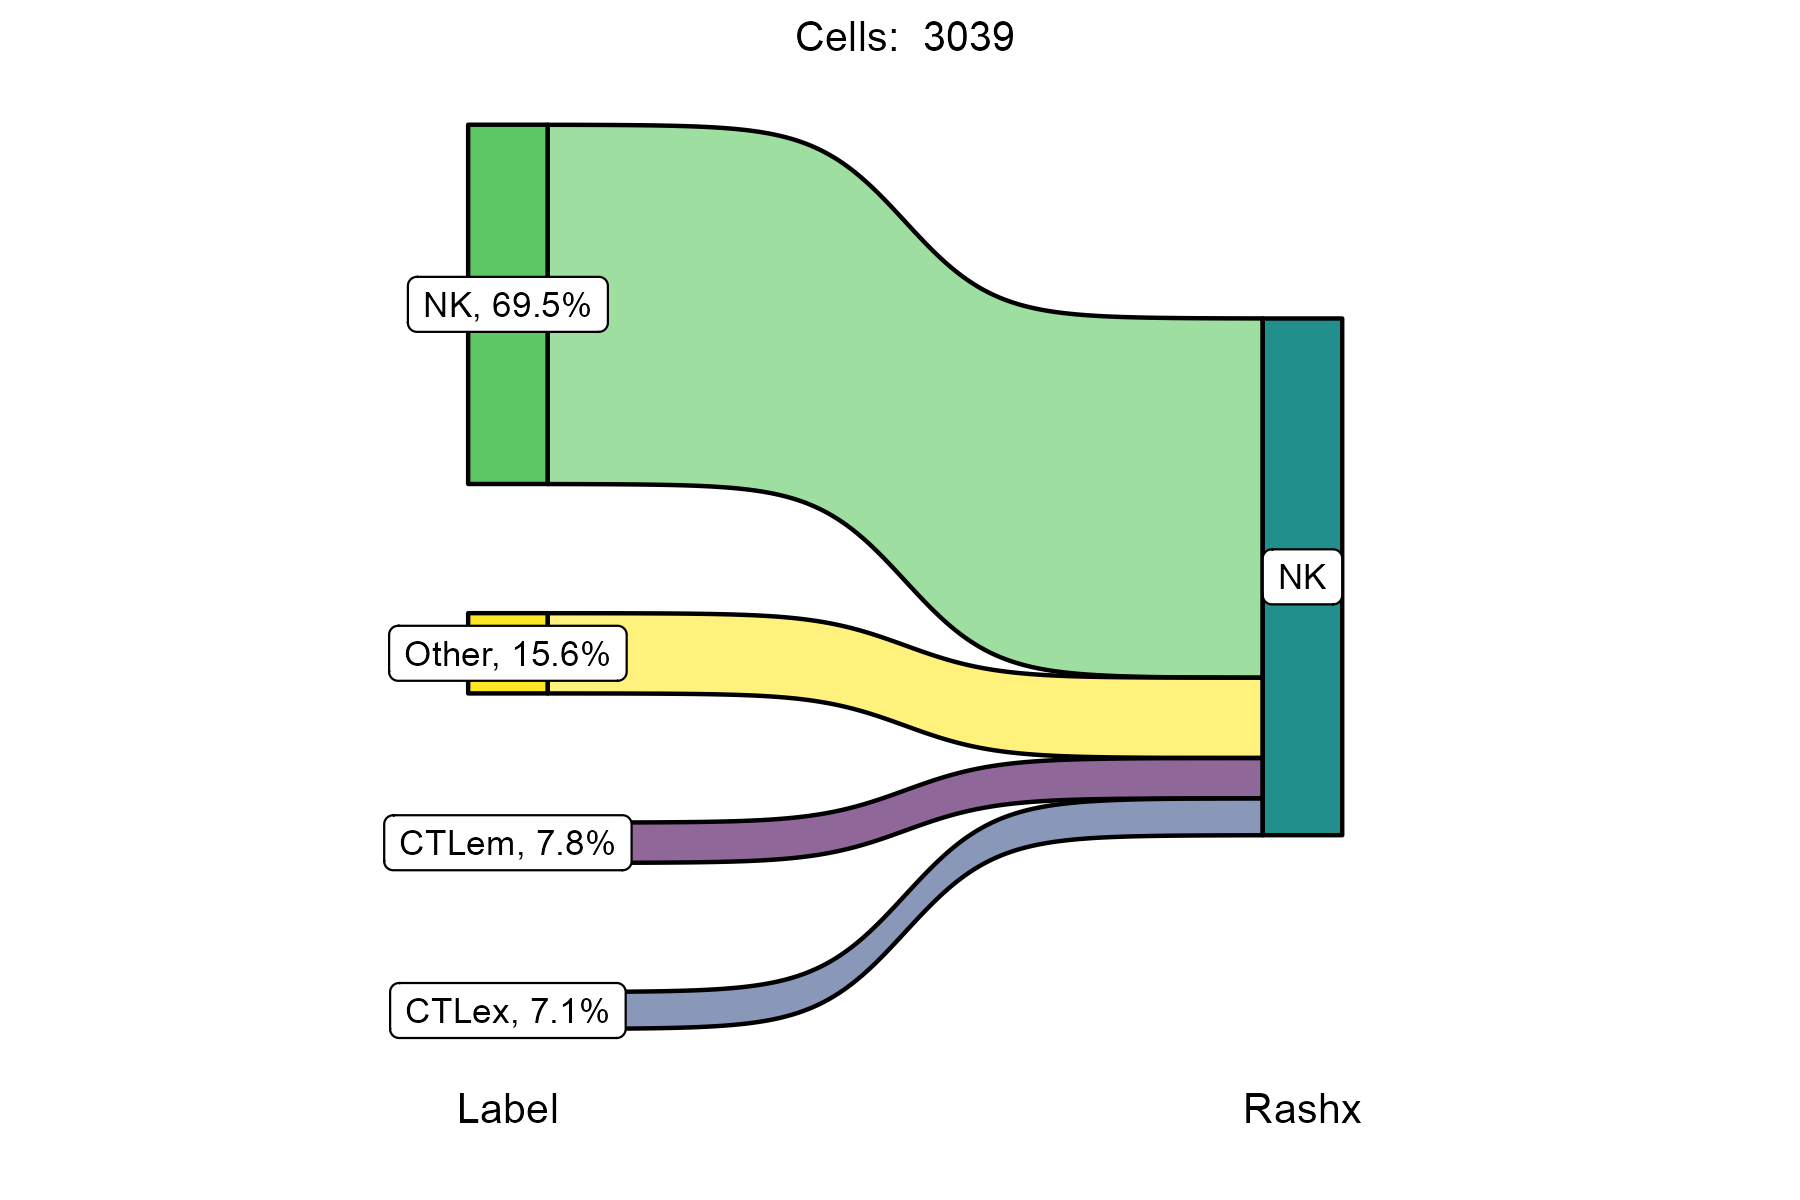 Cells: 3039
NK, 69.5%
NK
Other, 15.6%
CTLem, 7.8%
CTLex, 7.1%
Label
Rashx